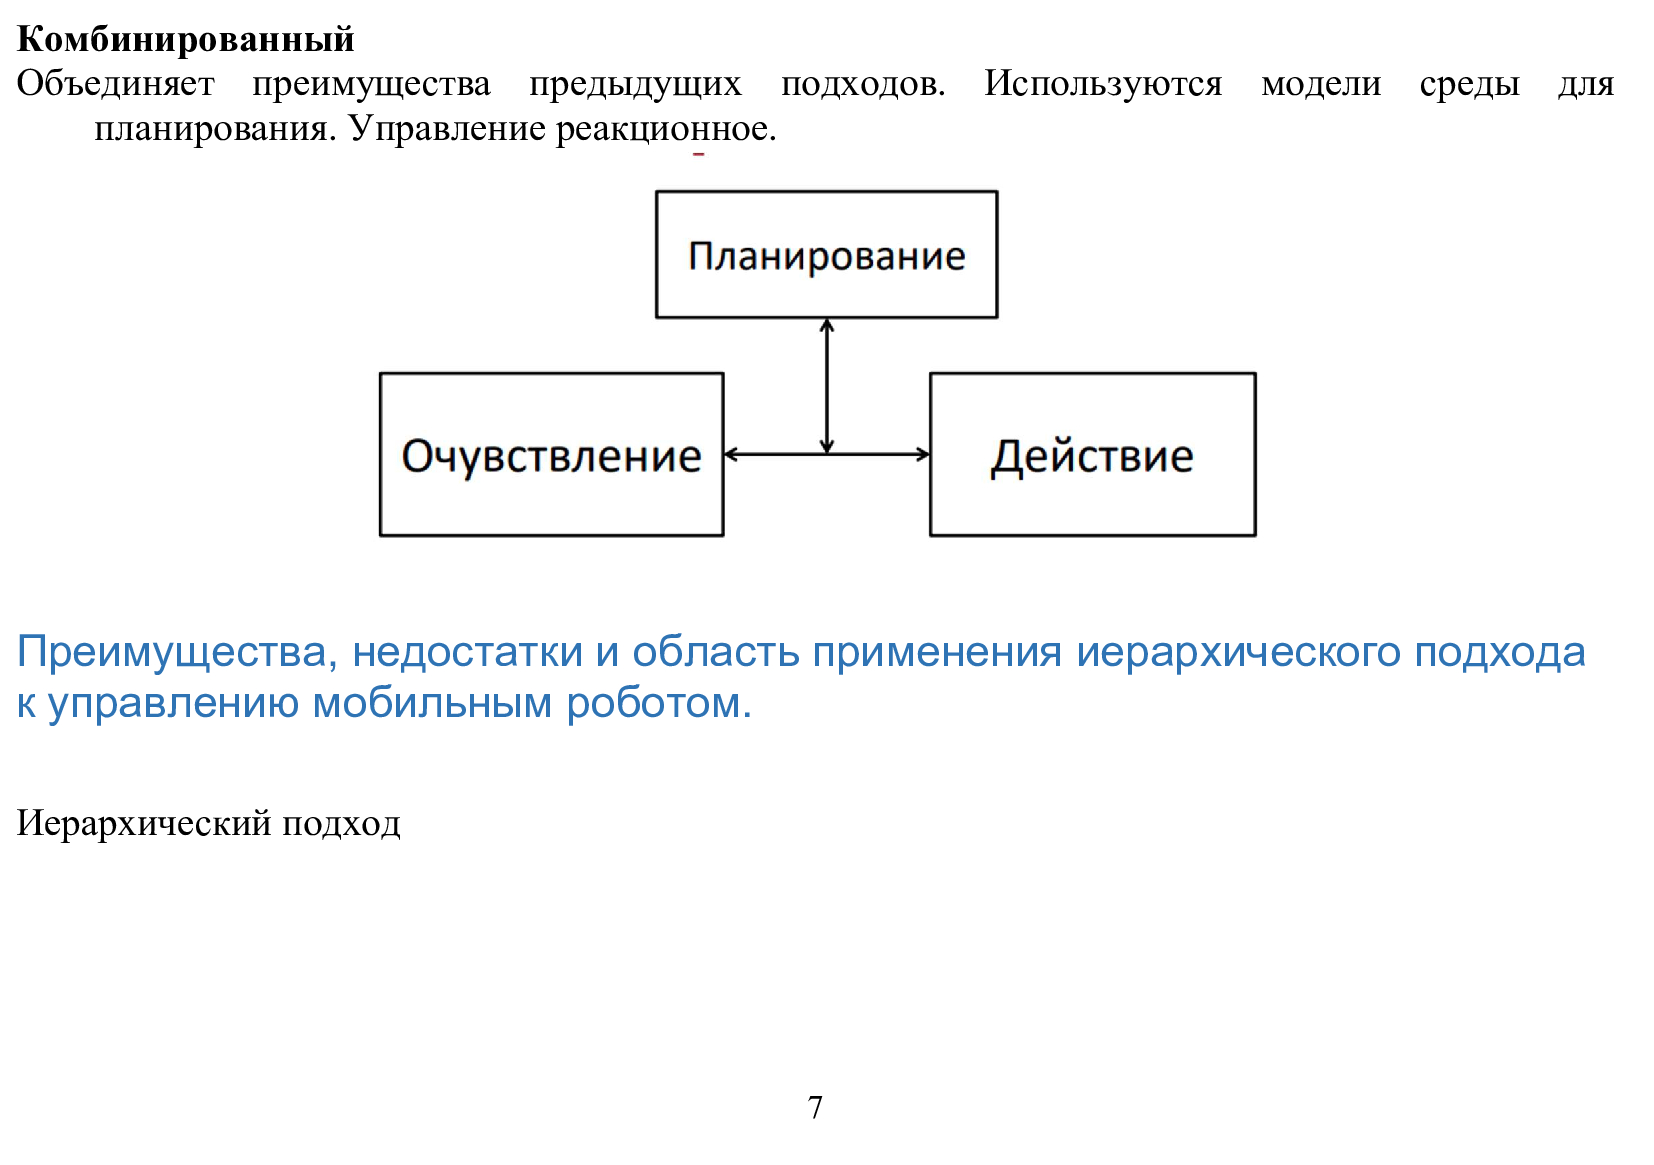 Комбинированный
Объединяет преимущества предыдущих подходов. Используются модели среды для
планирования. Управление реакционное.
Планирование
Очувствление
Действие
Преимущества, недостатки и область применения иерархического подхода
к управлению мобильным роботом.
Иерархический подход
7